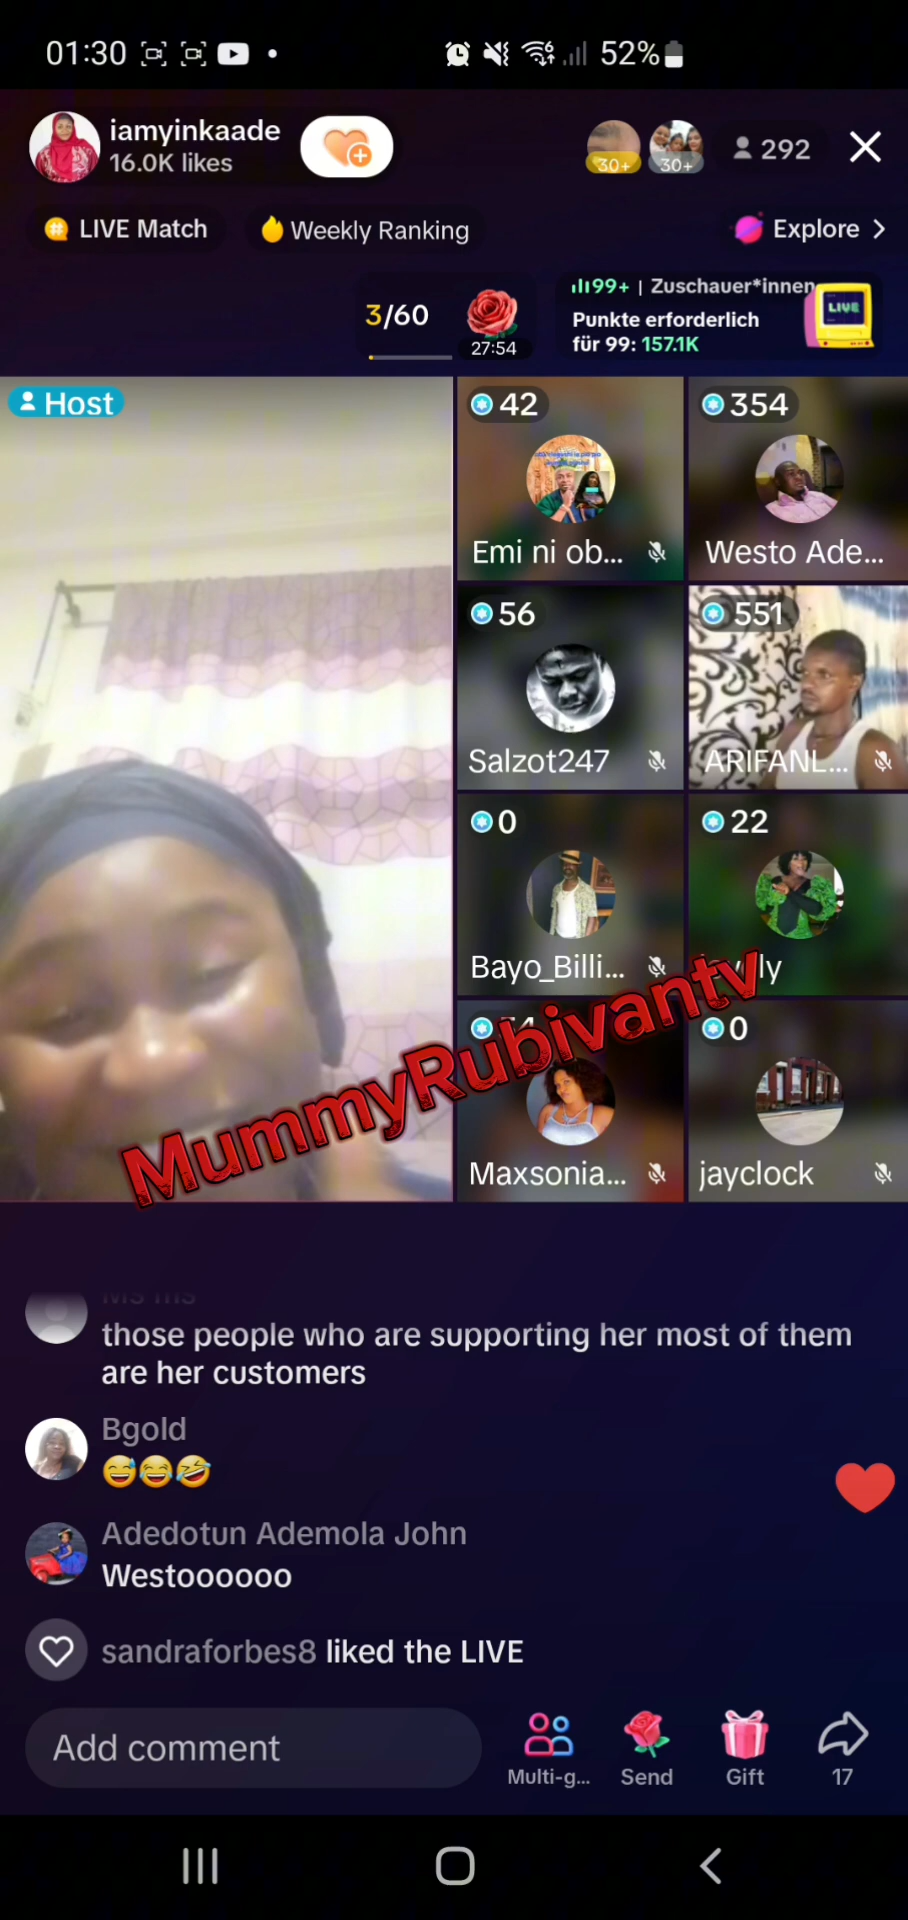 01:30
52%
iamyinkaade
16.0K likes
30+
30+
292
LIVE Match
Weekly Ranking
Explore
3/60
27:54
99+ | Zuschauer*innen
Punkte erforderlich
für 99: 157.1K
LIVE
Host
42
Emi ni ob...
354
Westo Ade...
56
Salzot247
551
ARIFANL...
0
Bayo_Billi...
22
MummyRubivantv
Maxsonia...
0
jayclock
Ms ms
those people who are supporting her most of them
are her customers
Bgold
😅😂🤣
Adedotun Ademola John
Westoooooo
sandraforbes8 liked the LIVE
Add comment
Multi-g...
Send
Gift
17